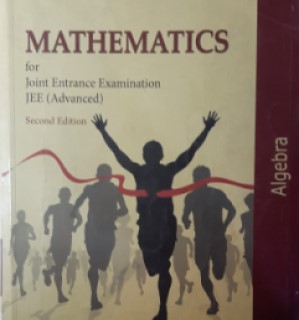 MATHEMATICS
for
Joint Entrance Examination
JEE (Advanced)
Second Edition
Algebra